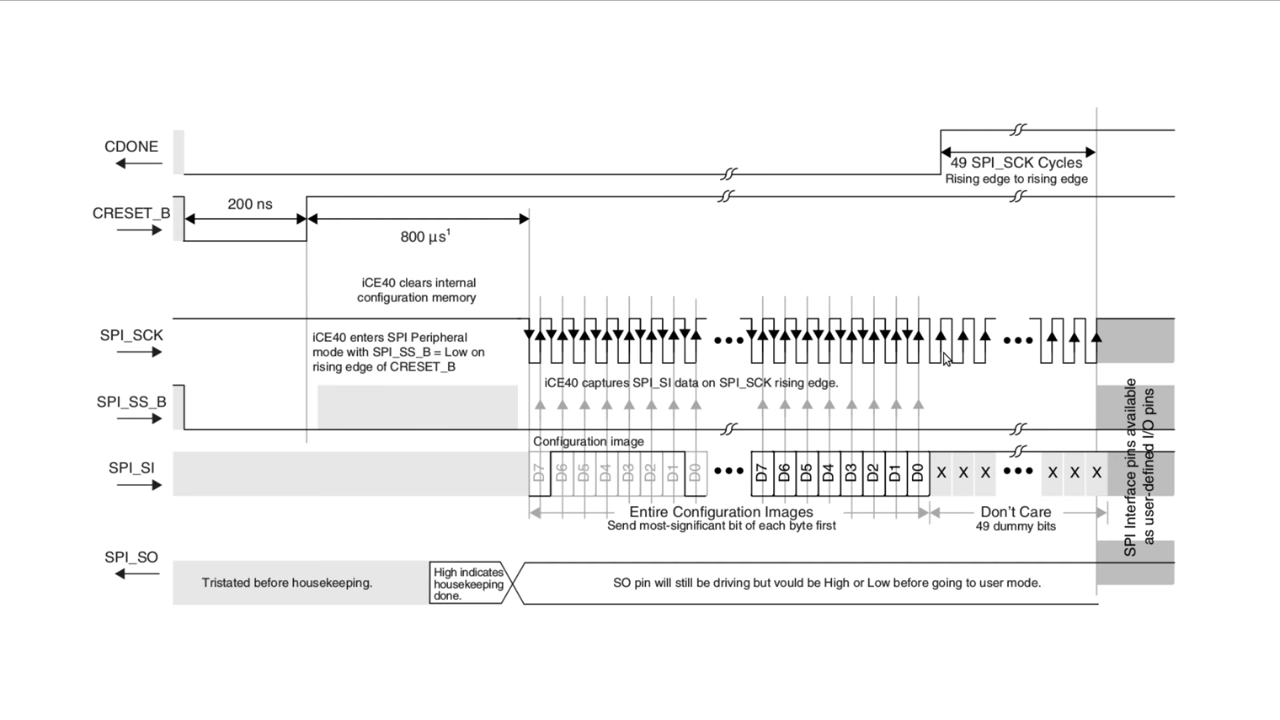 CDONE
49 SPI_SCK Cycles
Rising edge to rising edge
CRESET_B
200 ns
800 µs¹
iCE40 clears internal
configuration memory
SPI_SCK
iCE40 enters SPI Peripheral
mode with SPI_SS_B = Low on
rising edge of CRESET_B
iCE40 captures SPI_SI data on SPI_SCK rising edge.
SPI_SS_B
Configuration image
SPI_SI
D7 D6 D5 D4 D3 D2 D1 D0 D7 D6 D5 D4 D3 D2 D1 D0 X X X X X X
Entire Configuration Images
Send most-significant bit of each byte first
Don't Care
49 dummy bits
SPI Interface pins available
as user-defined I/O pins
SPI_SO
Tristated before housekeeping.
High indicates
housekeeping
done.
SO pin will still be driving but vould be High or Low before going to user mode.